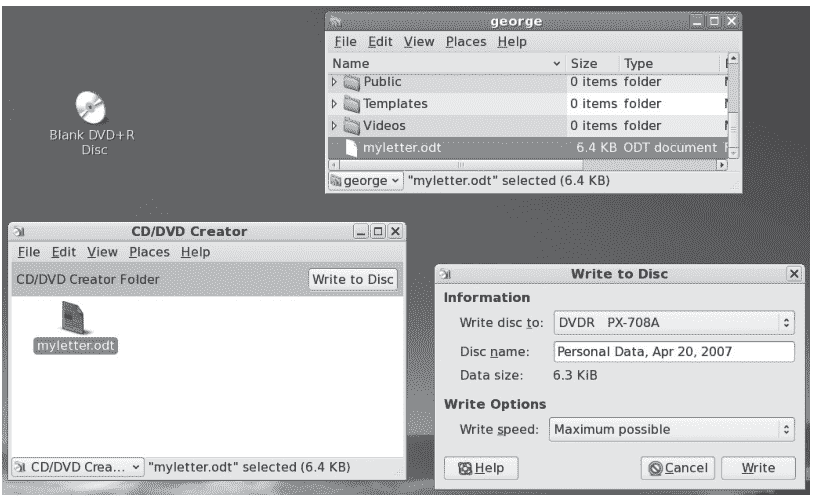 Blank DVD+R
Disc
george
File Edit View Places Help
Name Size Type
Public 0 items folder
Templates 0 items folder
Videos 0 items folder
myletter.odt 6.4 KB ODT document
george "myletter.odt" selected (6.4 KB)
CD/DVD Creator
File Edit View Places Help
CD/DVD Creator Folder Write to Disc
myletter.odt
CD/DVD Crea... "myletter.odt" selected (6.4 KB)
Write to Disc
Information
Write disc to: DVDR PX-708A
Disc name: Personal Data, Apr 20, 2007
Data size: 6.3 KiB
Write Options
Write speed: Maximum possible
Help Cancel Write